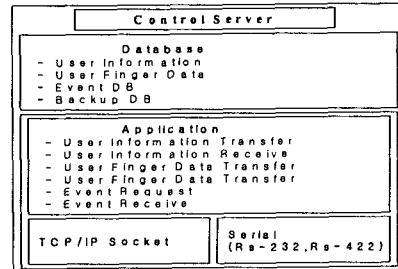 Control Server
Database
- User Information
- User Finger Data
- Event DB
- Backup DB
Application
- User Information Transfer
- User Information Receive
- User Finger Data Transfer
- User Finger Data Transfer
- Event Request
- Event Receive
TCP/IP Socket
Serial
(Rs-232,Rs-422)